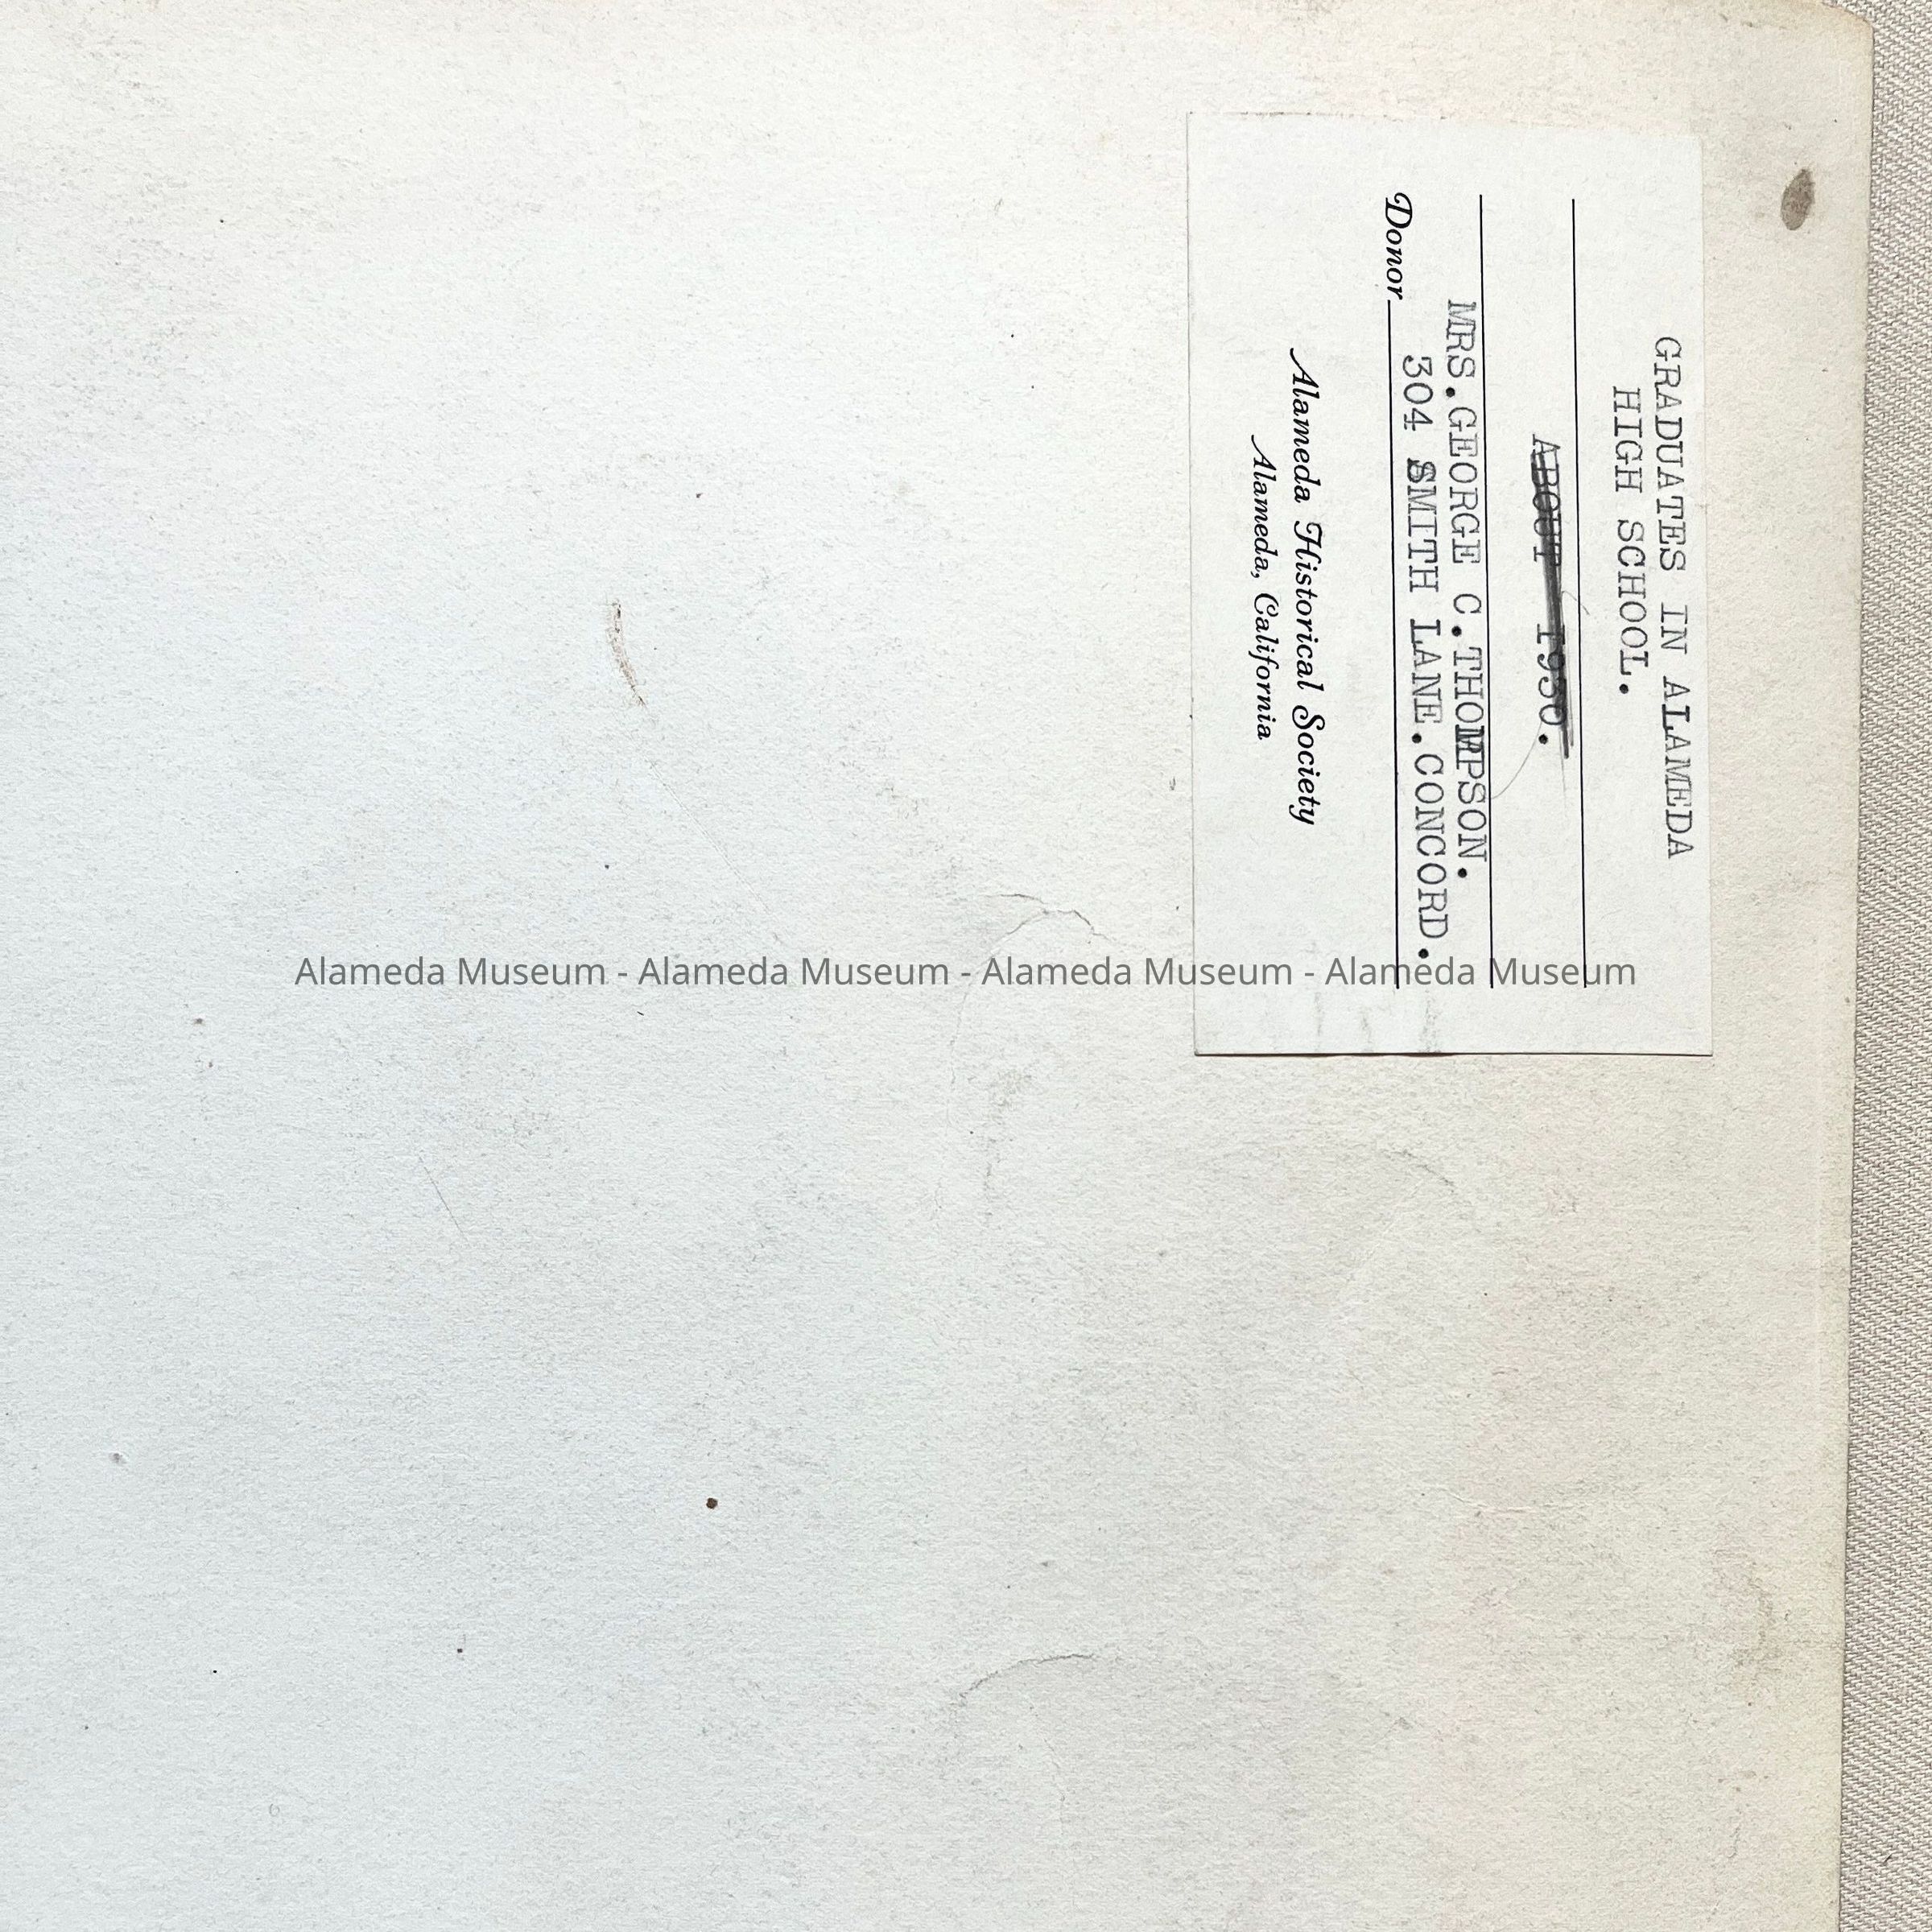 GRADUATES IN ALAMEDA
HIGH SCHOOL.
ABOUT 1930.
MRS.GEORGE C.THOMPSON.
Donor 304 SMITH LANE.CONCORD.
Alameda Historical Society
Alameda, California
Alameda Museum - Alameda Museum - Alameda Museum - Alameda Museum